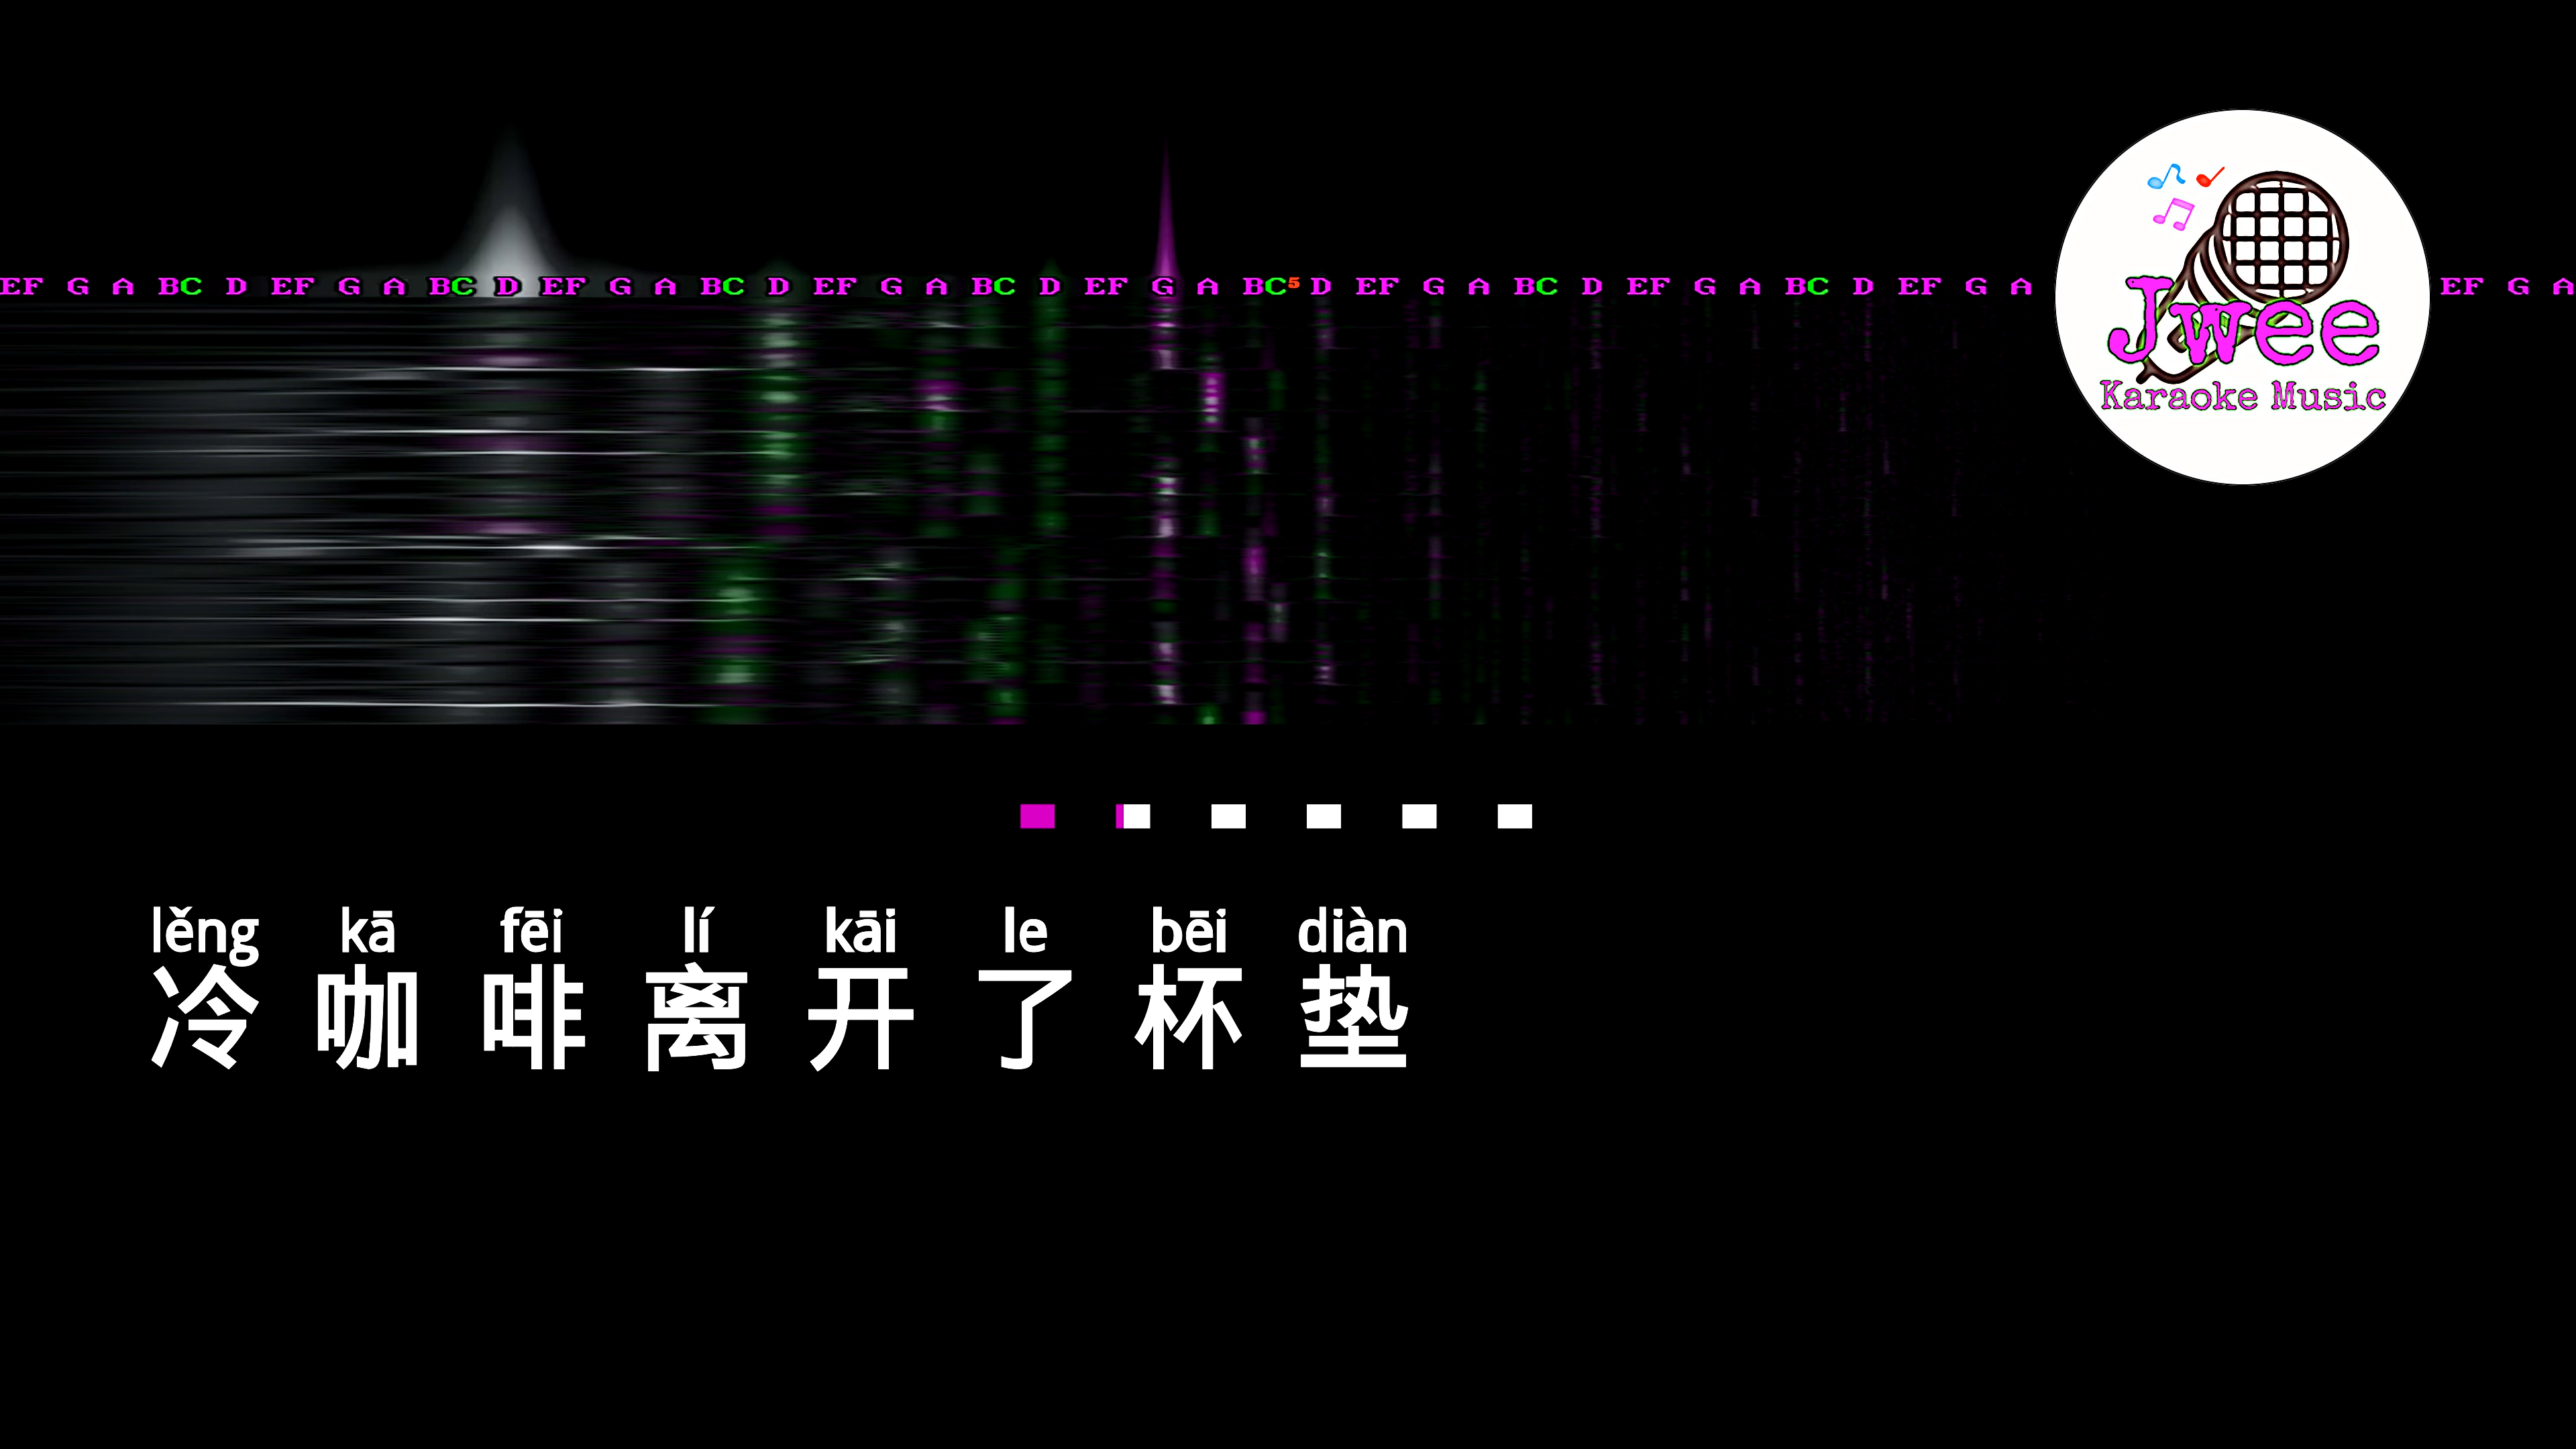 EF G A BC D EF G A BC D EF G A BC D EF G A BC D EF G A BC5 D EF G A BC D EF G A BC D EF G A EF G A
Jwee
Karaoke Music
lěng kā fēi lí kāi le bēi diàn
冷 咖 啡 离 开 了 杯 垫